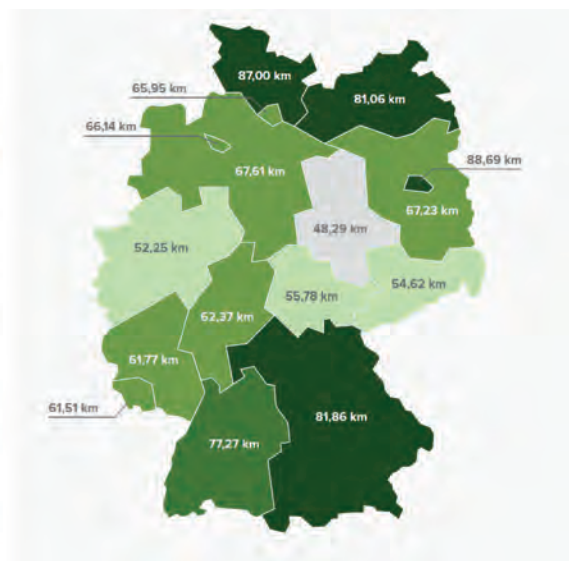 87,00 km
65,95 km
81,06 km
66,14 km
67,61 km
88,69 km
67,23 km
48,29 km
52,25 km
54,62 km
55,78 km
62,37 km
61,77 km
61,51 km
81,86 km
77,27 km